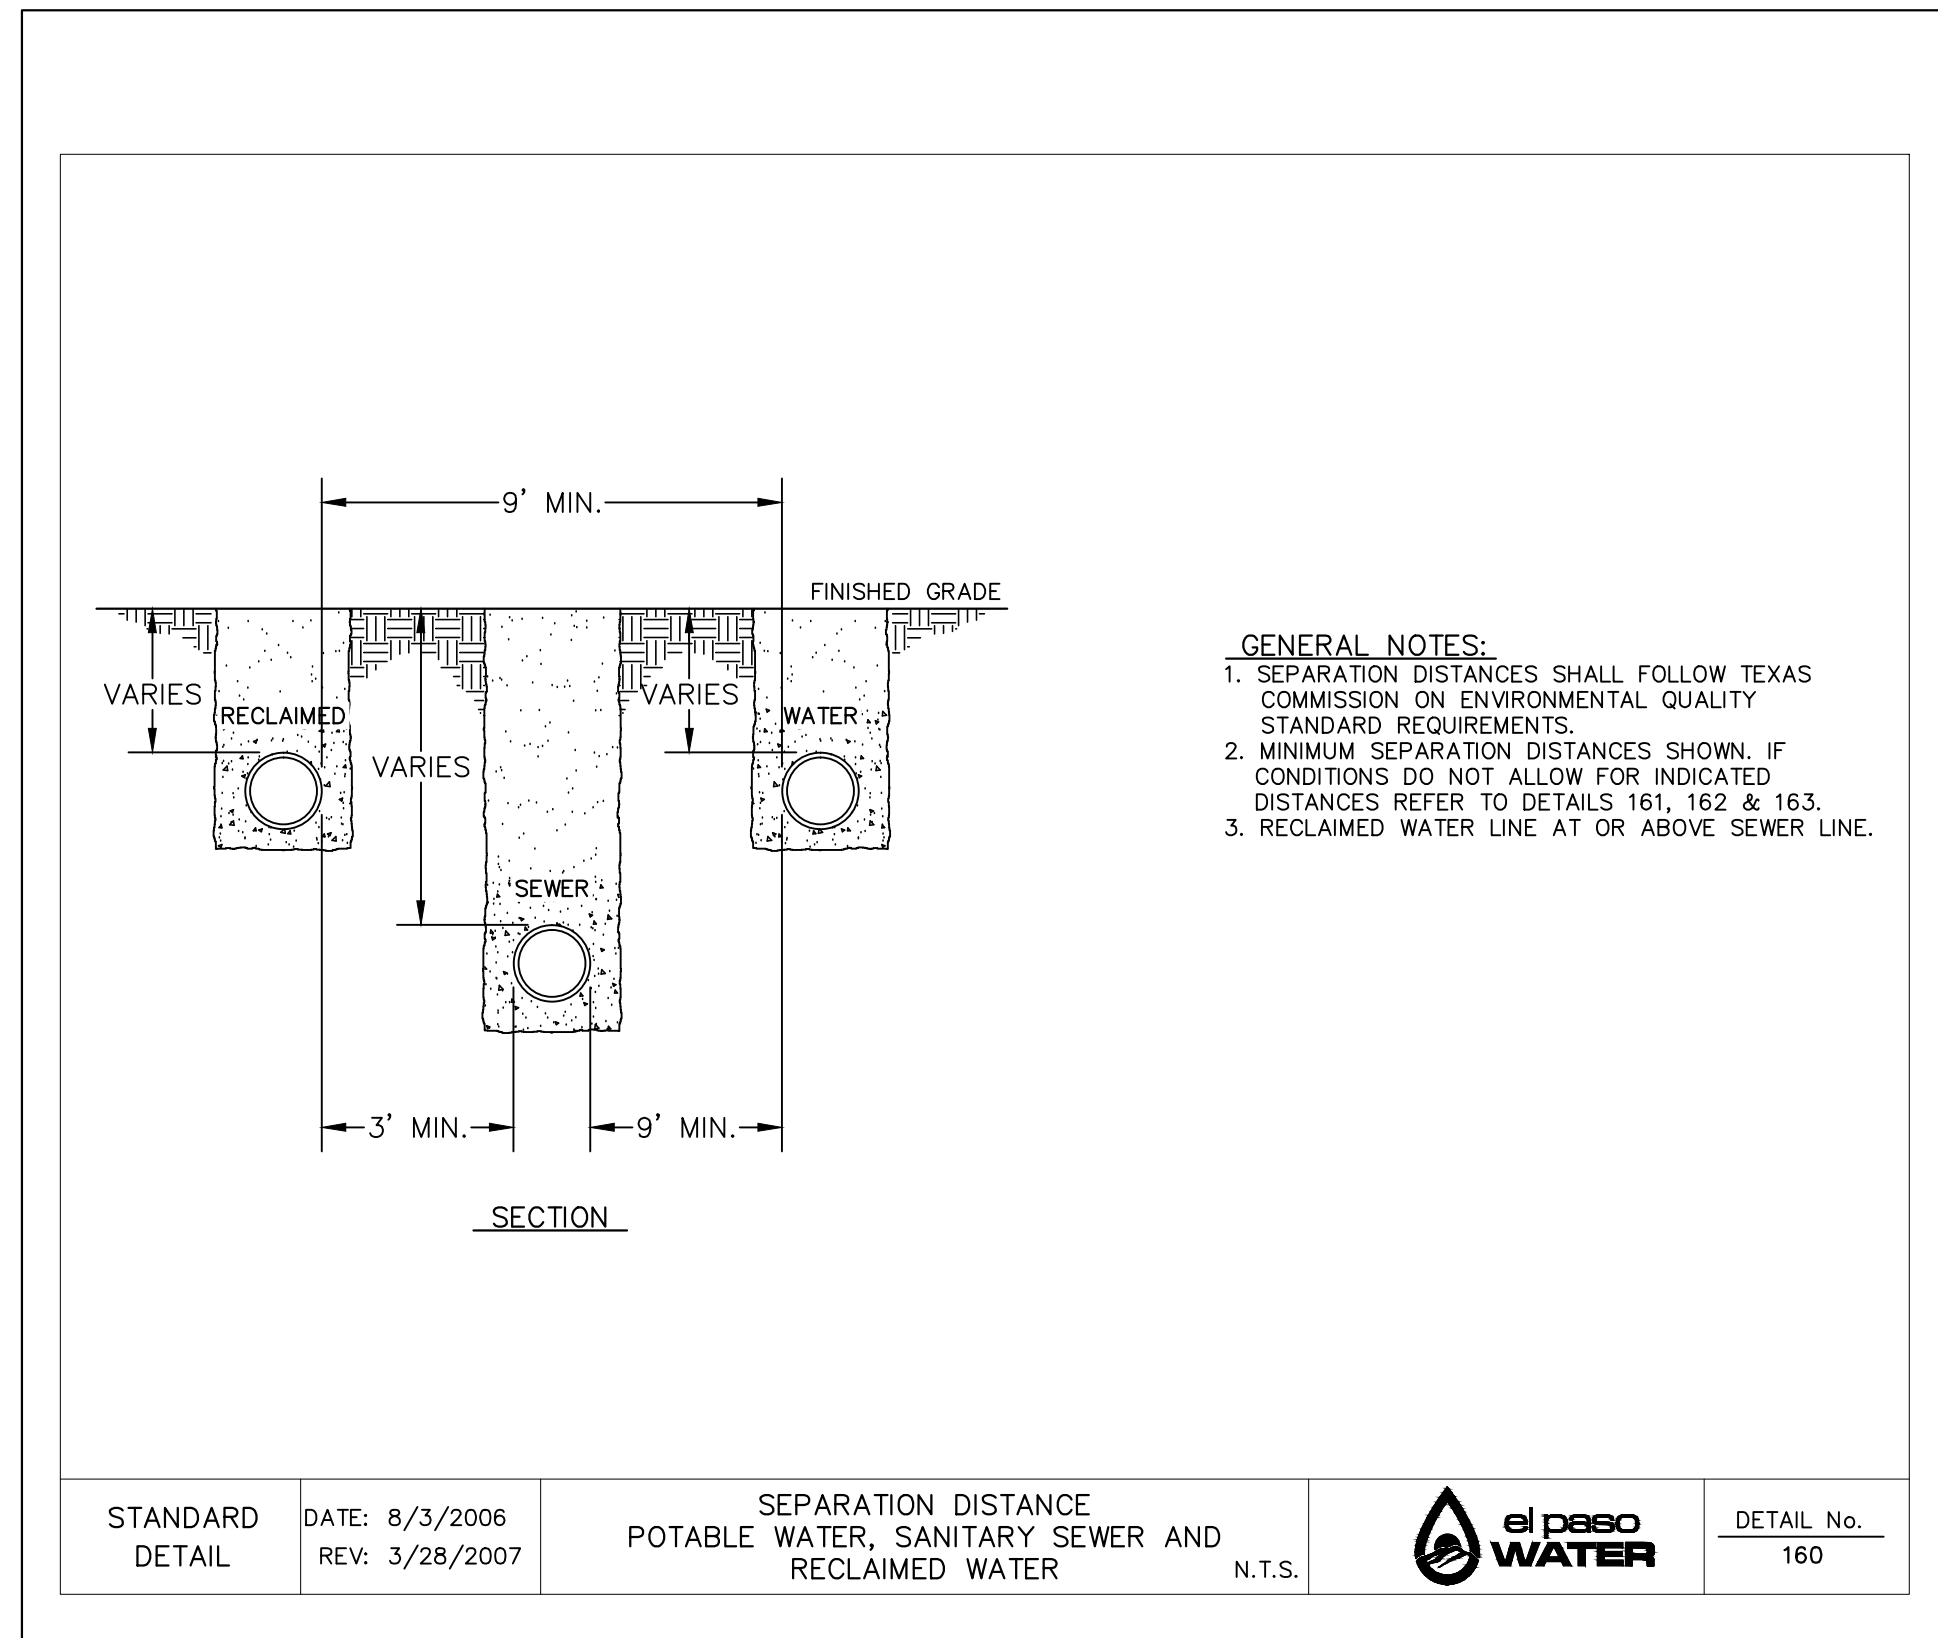 9' MIN.
FINISHED GRADE
VARIES
VARIES
RECLAIMED
WATER
VARIES
SEWER
3' MIN.
9' MIN.
SECTION
GENERAL NOTES:
1. SEPARATION DISTANCES SHALL FOLLOW TEXAS
COMMISSION ON ENVIRONMENTAL QUALITY
STANDARD REQUIREMENTS.
2. MINIMUM SEPARATION DISTANCES SHOWN. IF
CONDITIONS DO NOT ALLOW FOR INDICATED
DISTANCES REFER TO DETAILS 161, 162 & 163.
3. RECLAIMED WATER LINE AT OR ABOVE SEWER LINE.
STANDARD
DETAIL
DATE: 8/3/2006
REV: 3/28/2007
SEPARATION DISTANCE
POTABLE WATER, SANITARY SEWER AND
RECLAIMED WATER
N.T.S.
el paso
WATER
DETAIL No.
160